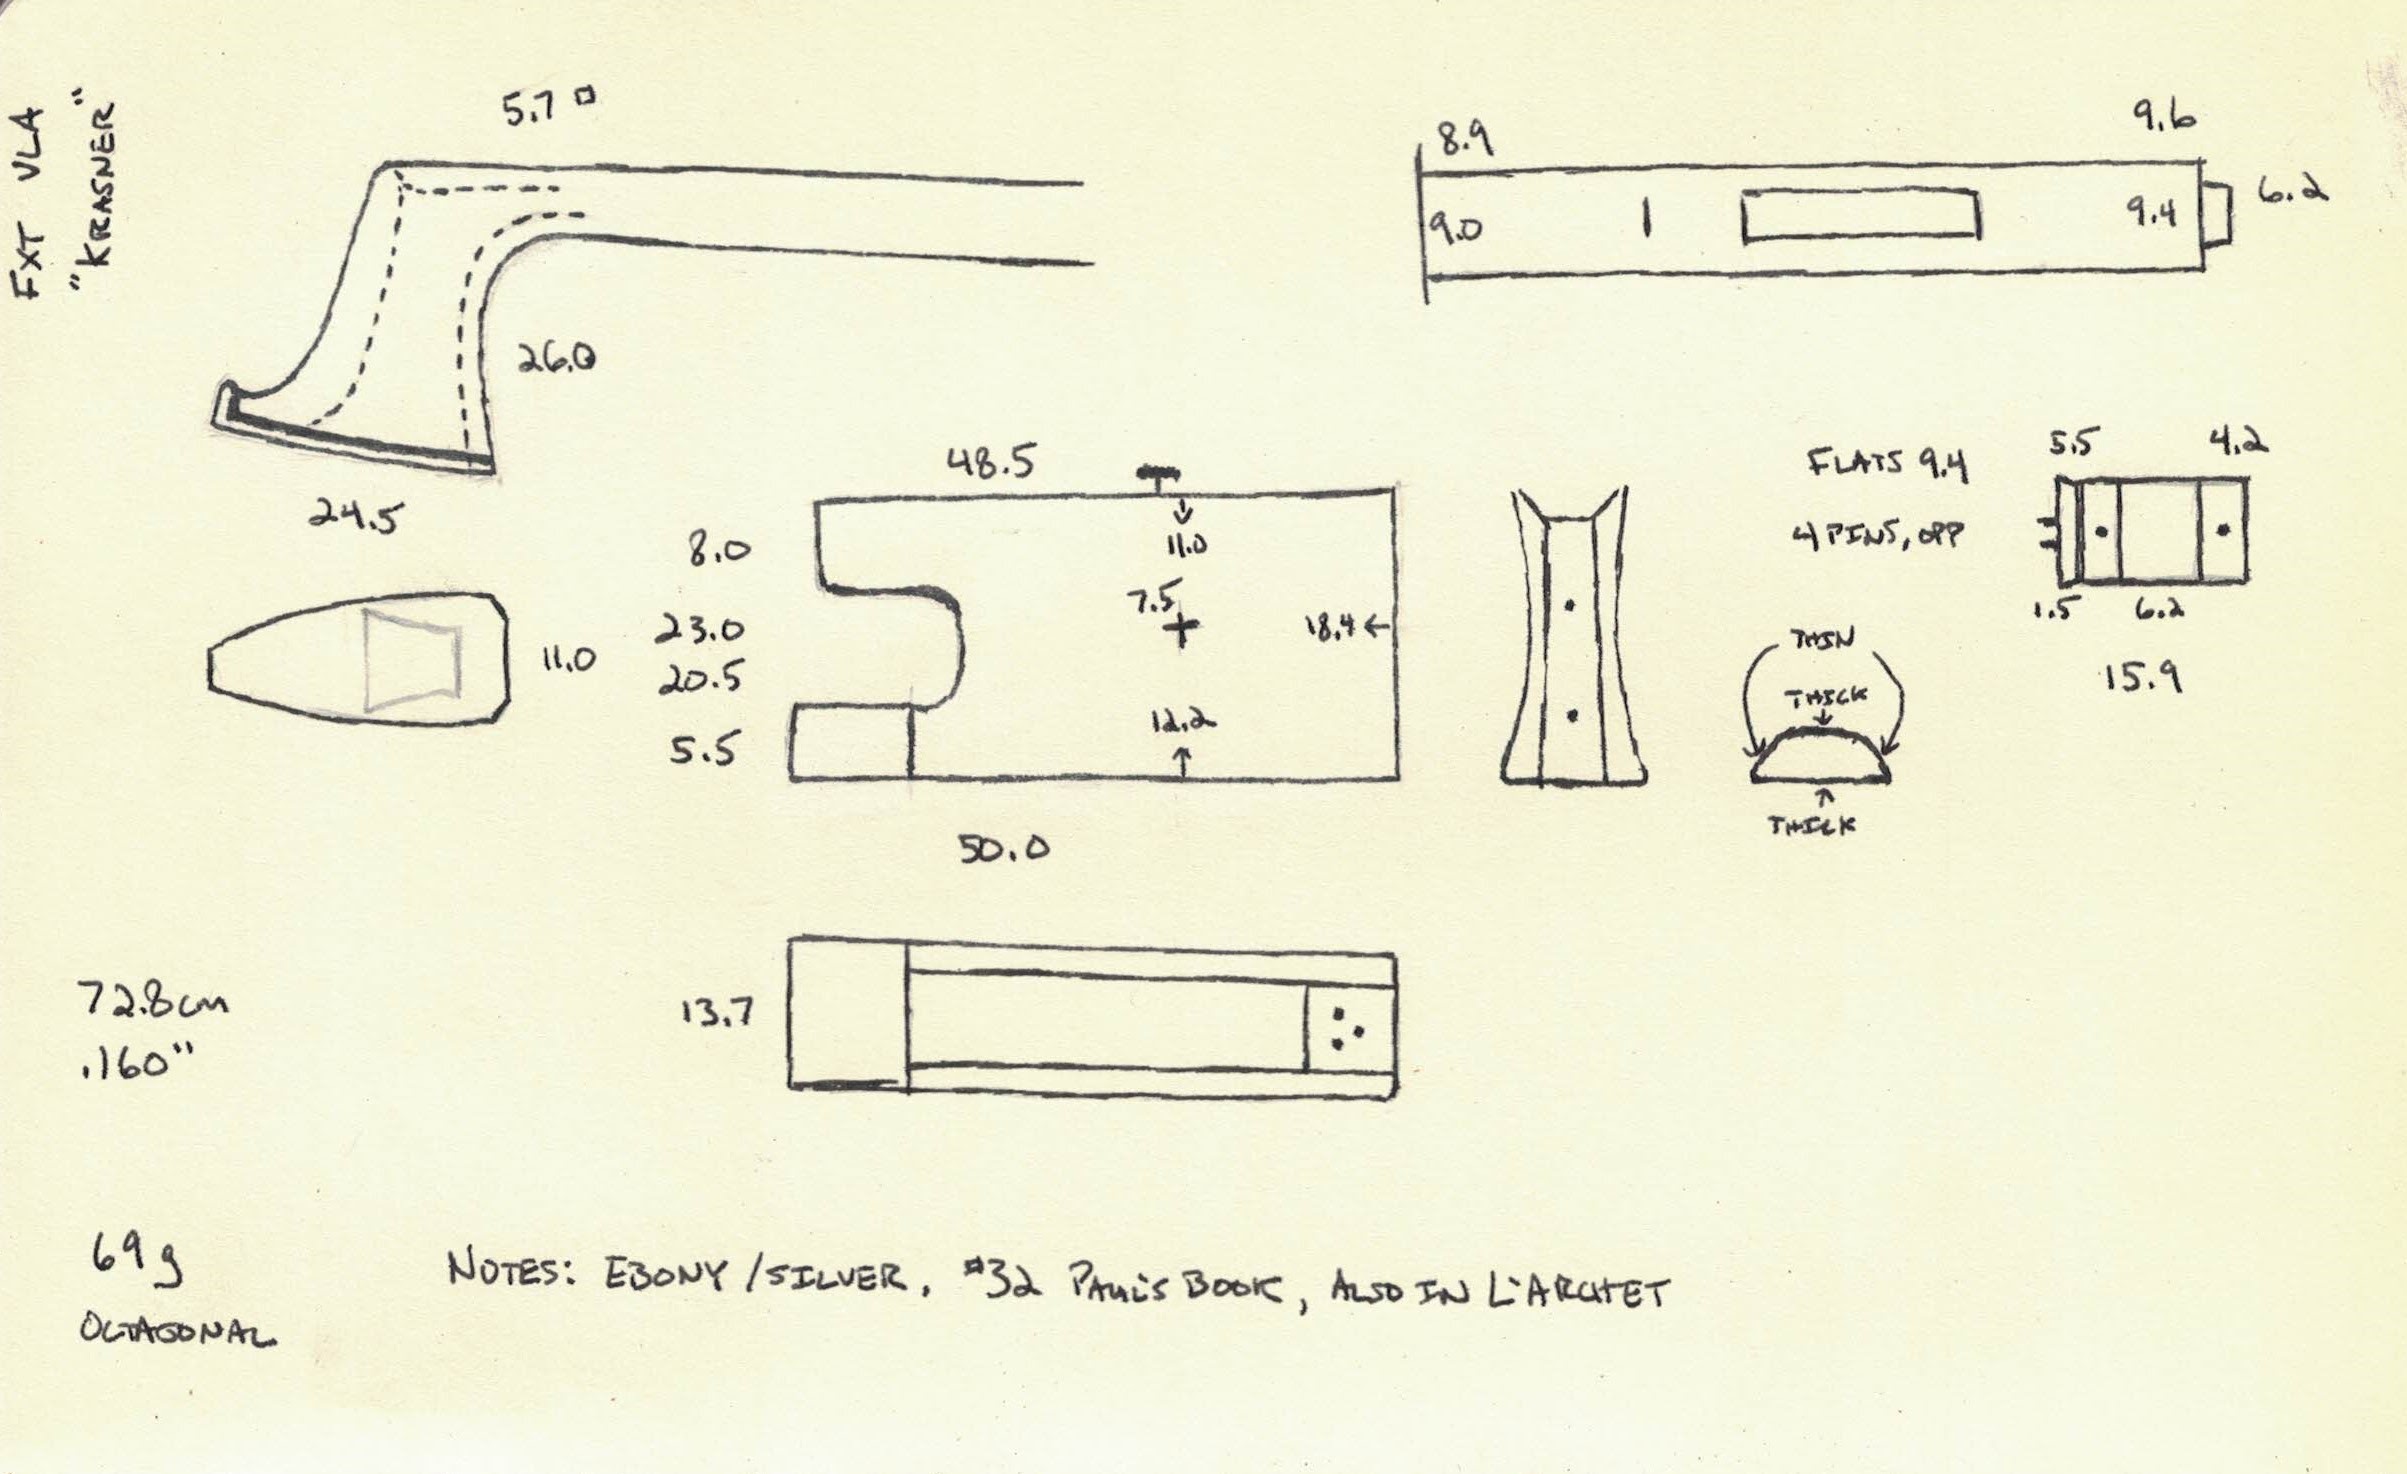 FXT VLA
"KRASNER"
5.7 □
26.0
24.5
11.0
8.9
9.0
9.6
9.4
6.2
48.5
8.0
23.0
20.5
5.5
11.0
7.5
18.4
12.2
50.0
FLATS 9.4
4 PINS, OPP
5.5
4.2
1.5
6.2
15.9
THIN
THICK
THICK
13.7
72.8cm
.160"
69g
OCTAGONAL
NOTES: EBONY/SILVER, #32 PAUL'S BOOK, ALSO IN L'ARCHET